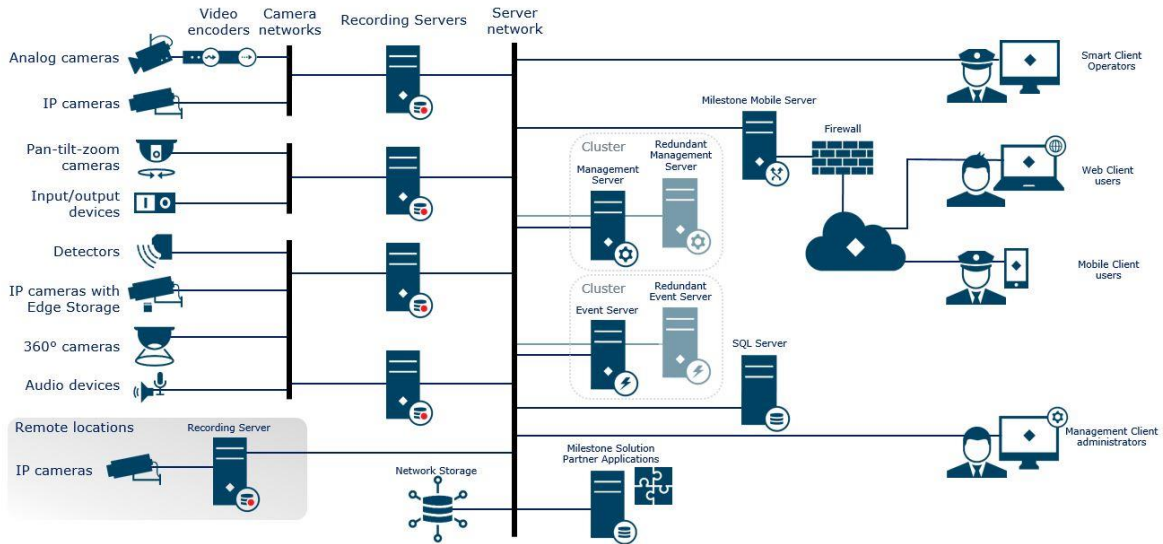 Video
encoders
Camera
networks
Recording Servers
Server
network
Analog cameras
IP cameras
Pan-tilt-zoom
cameras
Input/output
devices
Detectors
IP cameras with
Edge Storage
360° cameras
Audio devices
Remote locations
Recording Server
IP cameras
Network Storage
Milestone Mobile Server
Firewall
Cluster
Management
Server
Redundant
Management
Server
Cluster
Event Server
Redundant
Event Server
SQL Server
Milestone Solution
Partner Applications
Smart Client
Operators
Web Client
users
Mobile Client
users
Management Client
administrators